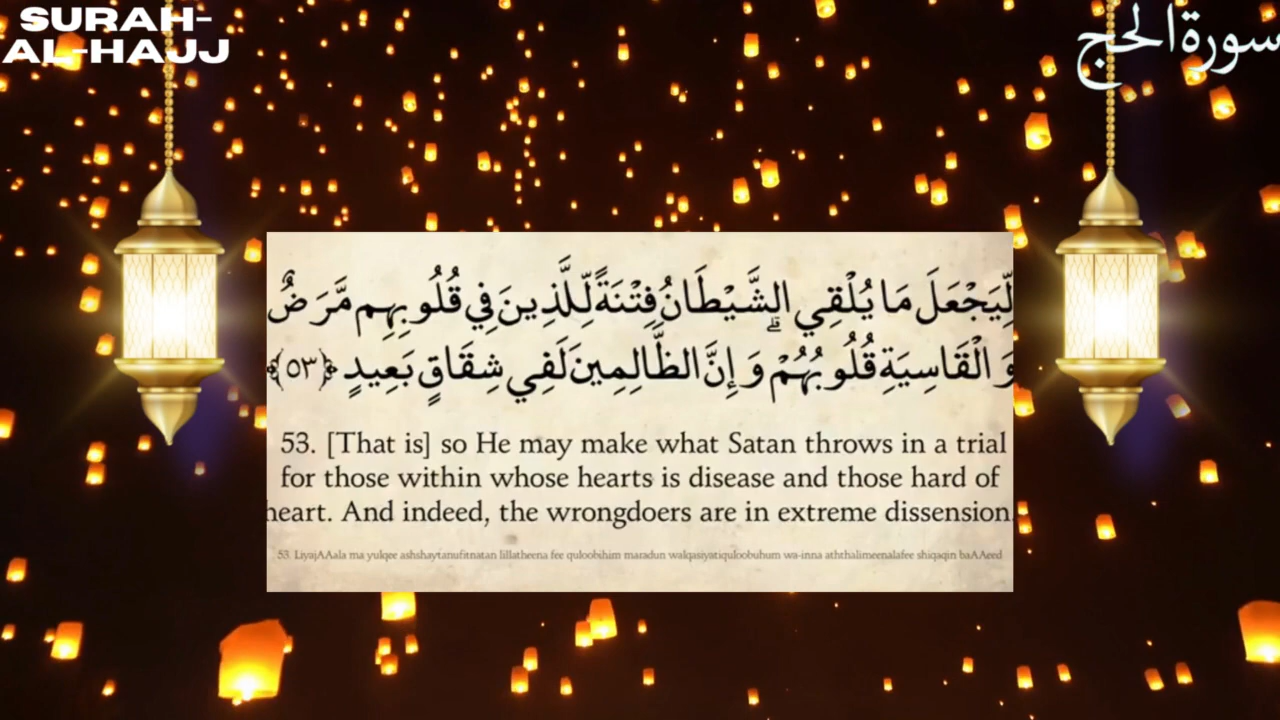 SURAH-
AL-HAJJ
سورة الحج
لِّيَجْعَلَ مَا يُلْقِي الشَّيْطَانُ فِتْنَةً لِّلَّذِينَ فِي قُلُوبِهِم مَّرَضٌ
وَالْقَاسِيَةِ قُلُوبُهُمْ ۗ وَإِنَّ الظَّالِمِينَ لَفِي شِقَاقٍ بَعِيدٍ ﴿٥٣﴾
53. [That is] so He may make what Satan throws in a trial
for those within whose hearts is disease and those hard of
heart. And indeed, the wrongdoers are in extreme dissension.
53. LiyajAAala ma yulqee ashshaytanufitnatan lillatheena fee quloobihim maradun walqasiyatiquloobuhum wa-inna aththalimeenalafee shiqaqin baAAeed